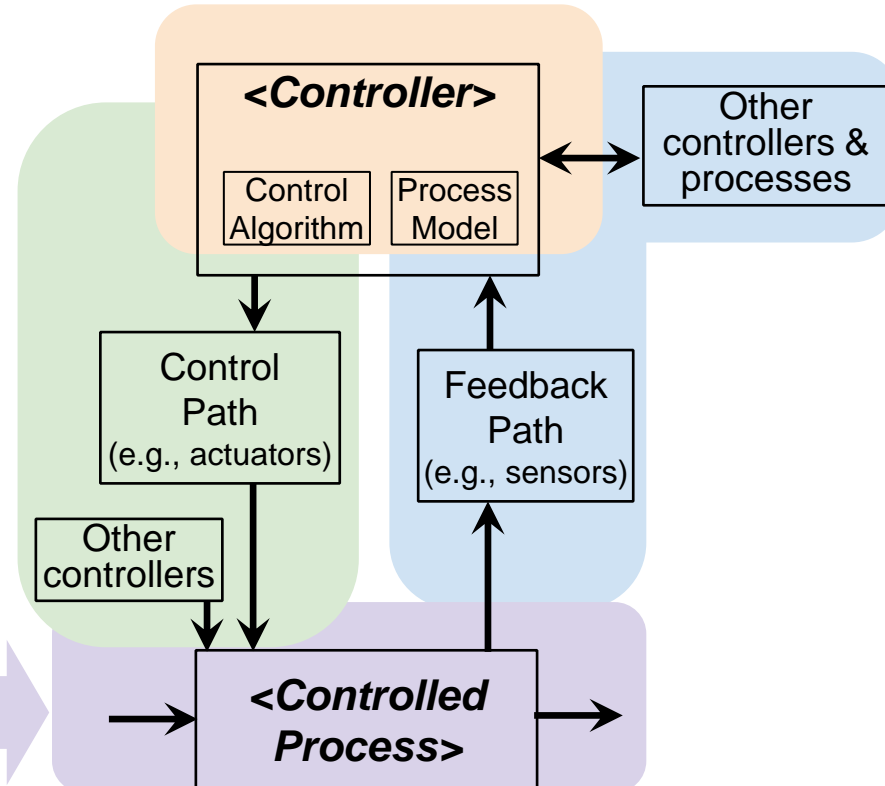 <Controller>
Control
Algorithm
Process
Model
Other
controllers &
processes
Control
Path
(e.g., actuators)
Feedback
Path
(e.g., sensors)
Other
controllers
<Controlled
Process>